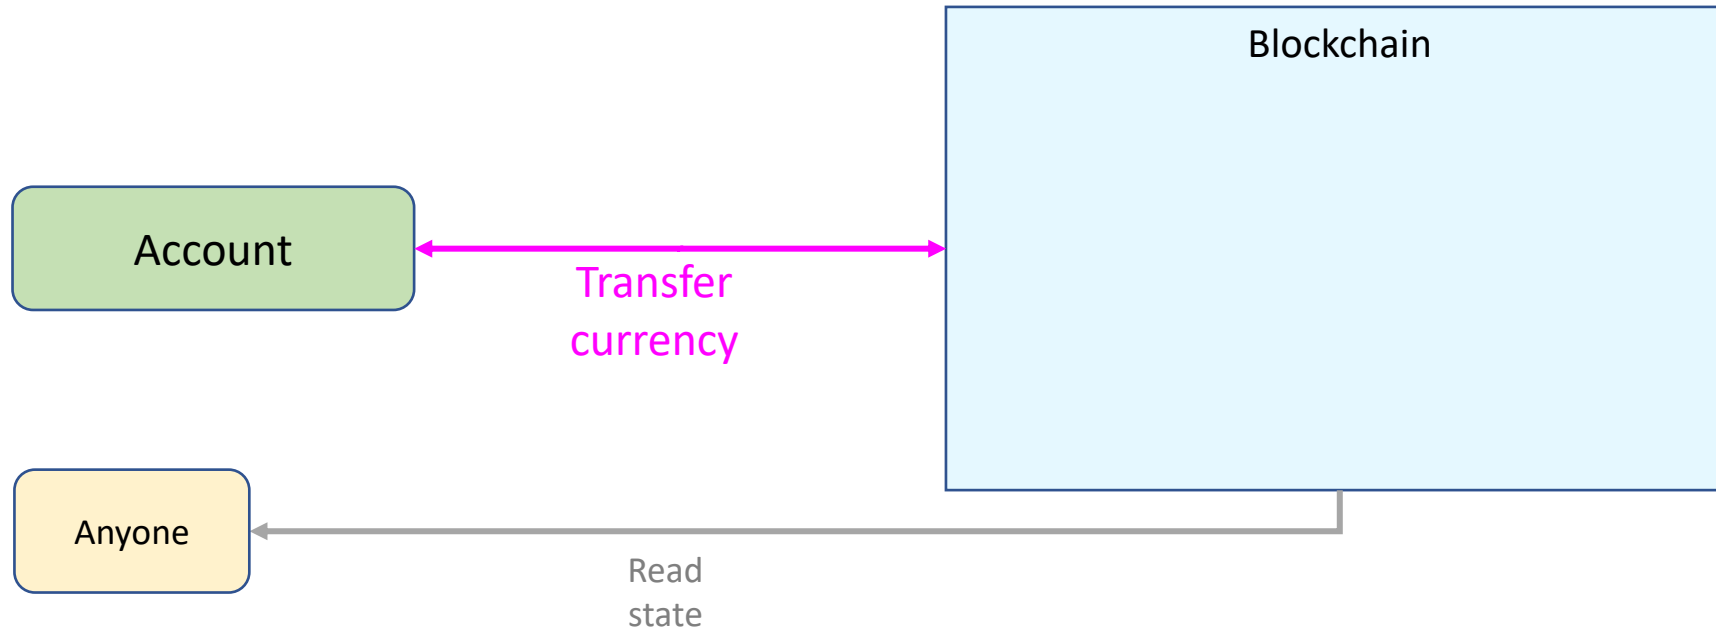 Blockchain
Account
Transfer
currency
Anyone
Read
state